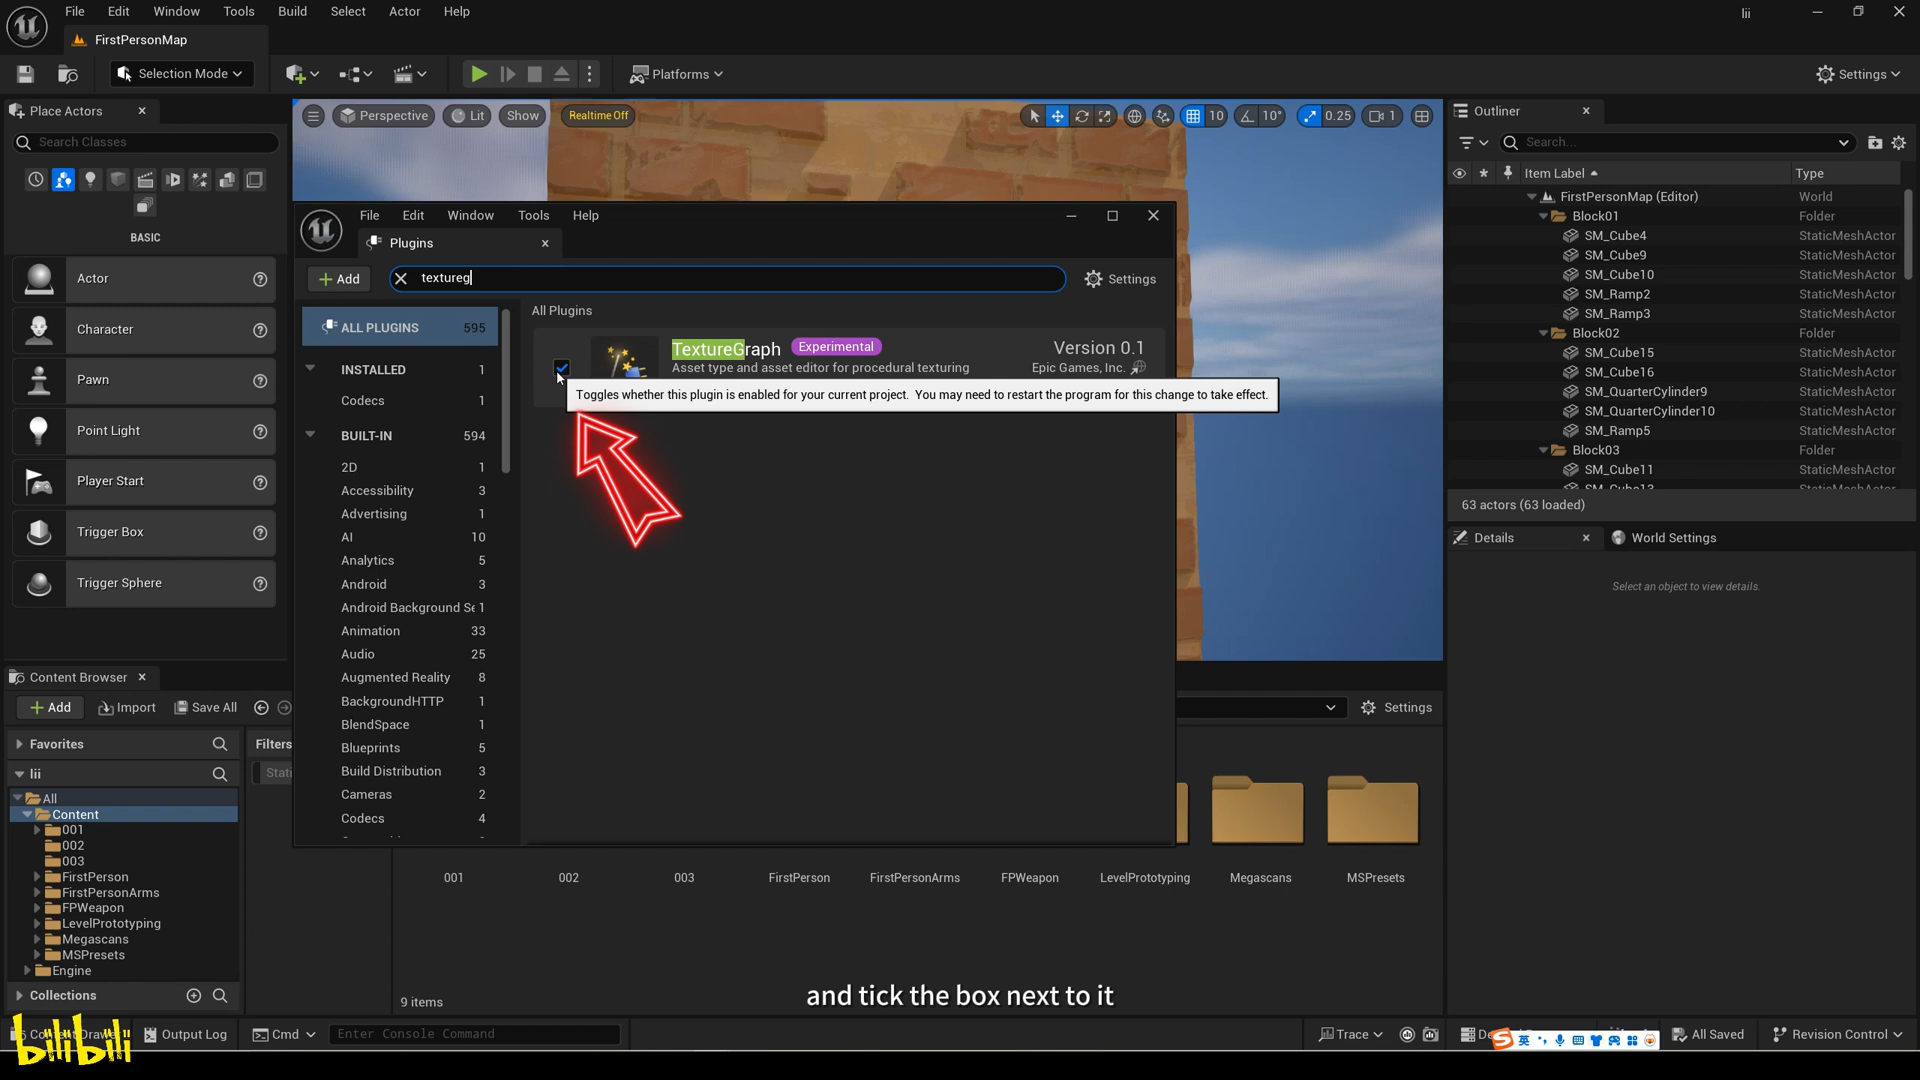 File Edit Window Tools Build Select Actor Help
lii
FirstPersonMap
Selection Mode
Platforms
Settings
Place Actors
Search Classes
BASIC
Actor
Character
Pawn
Point Light
Player Start
Trigger Box
Trigger Sphere
Perspective Lit Show Realtime Off
10 10° 0.25 1
File Edit Window Tools Help
Plugins
Add
textureg
Settings
ALL PLUGINS 595
INSTALLED 1
Codecs 1
BUILT-IN 594
2D 1
Accessibility 3
Advertising 1
AI 10
Analytics 5
Android 3
Android Background Se 1
Animation 33
Audio 25
Augmented Reality 8
BackgroundHTTP 1
BlendSpace 1
Blueprints 5
Build Distribution 3
Cameras 2
Codecs 4
All Plugins
TextureGraph Experimental Version 0.1
Asset type and asset editor for procedural texturing Epic Games, Inc.
Toggles whether this plugin is enabled for your current project. You may need to restart the program for this change to take effect.
Outliner
Search...
Item Label Type
FirstPersonMap (Editor) World
Block01 Folder
SM_Cube4 StaticMeshActor
SM_Cube9 StaticMeshActor
SM_Cube10 StaticMeshActor
SM_Ramp2 StaticMeshActor
SM_Ramp3 StaticMeshActor
Block02 Folder
SM_Cube15 StaticMeshActor
SM_Cube16 StaticMeshActor
SM_QuarterCylinder9 StaticMeshActor
SM_QuarterCylinder10 StaticMeshActor
SM_Ramp5 StaticMeshActor
Block03 Folder
SM_Cube11 StaticMeshActor
SM_Cube13 StaticMeshActor
63 actors (63 loaded)
Details World Settings
Select an object to view details.
Content Browser
Add Import Save All
Settings
Favorites
lii
All
Content
001
002
003
FirstPerson
FirstPersonArms
FPWeapon
LevelPrototyping
Megascans
MSPresets
Engine
Collections
Filters
Stati
001 002 003 FirstPerson FirstPersonArms FPWeapon LevelPrototyping Megascans MSPresets
9 items
and tick the box next to it
bilibili
Output Log
Cmd
Enter Console Command
Trace
英
All Saved
Revision Control